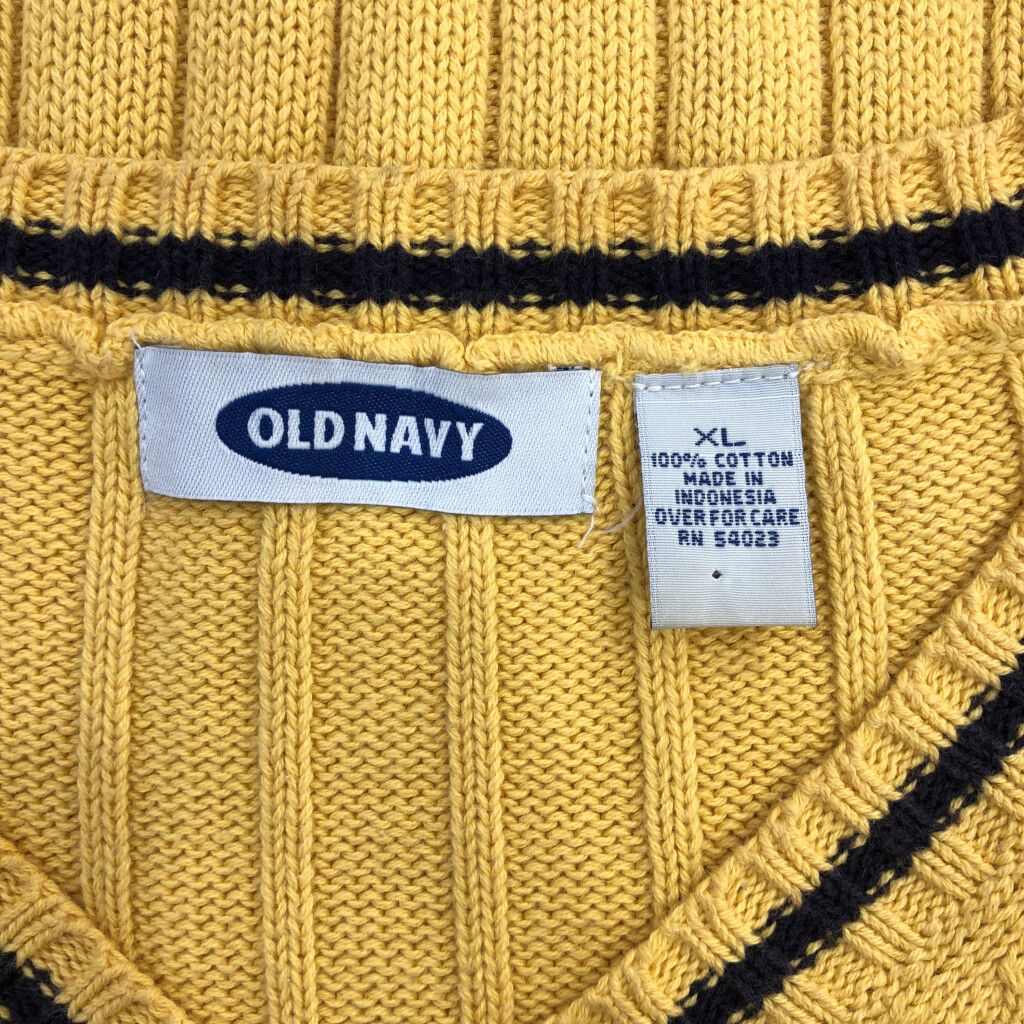 OLD NAVY
XL
100% COTTON
MADE IN
INDONESIA
OVER FOR CARE
RN 54023